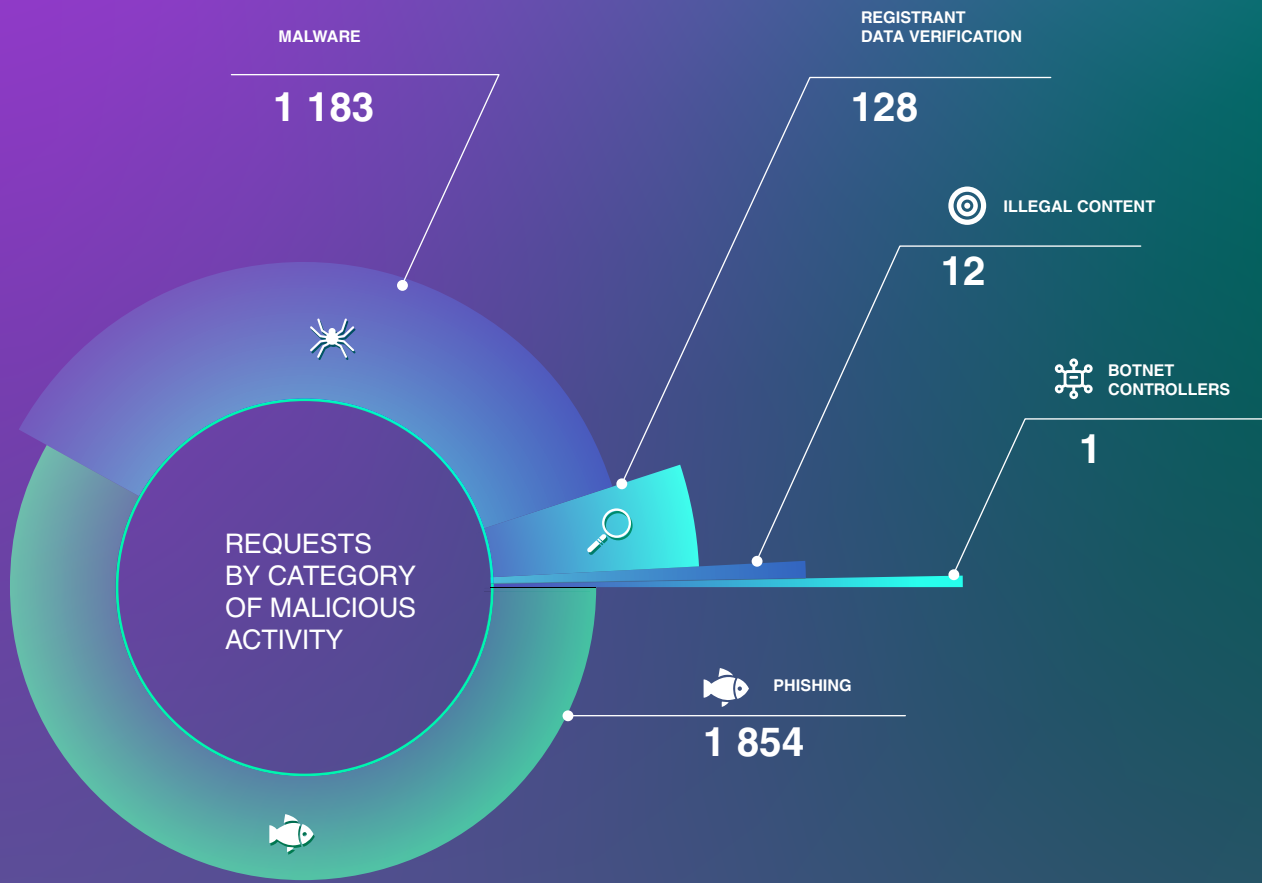 MALWARE
1 183
REGISTRANT
DATA VERIFICATION
128
ILLEGAL CONTENT
12
BOTNET
CONTROLLERS
1
REQUESTS
BY CATEGORY
OF MALICIOUS
ACTIVITY
PHISHING
1 854